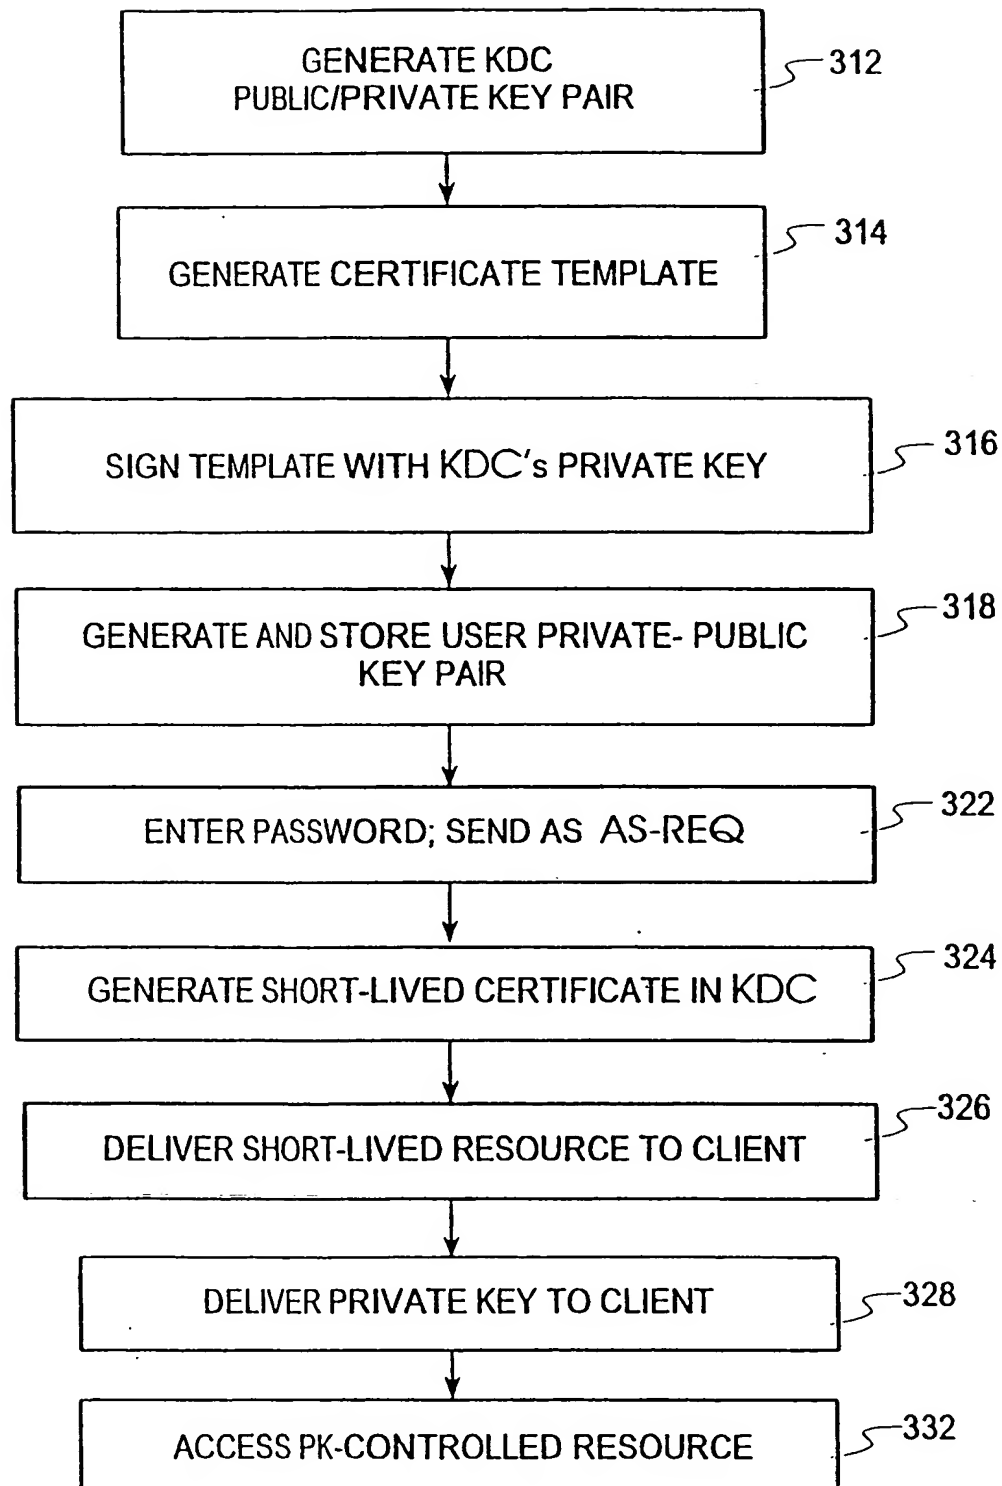 GENERATE KDC
PUBLIC/PRIVATE KEY PAIR
312
GENERATE CERTIFICATE TEMPLATE
314
SIGN TEMPLATE WITH KDC's PRIVATE KEY
316
GENERATE AND STORE USER PRIVATE- PUBLIC
KEY PAIR
318
ENTER PASSWORD; SEND AS AS-REQ
322
GENERATE SHORT-LIVED CERTIFICATE IN KDC
324
DELIVER SHORT-LIVED RESOURCE TO CLIENT
326
DELIVER PRIVATE KEY TO CLIENT
328
ACCESS PK-CONTROLLED RESOURCE
332